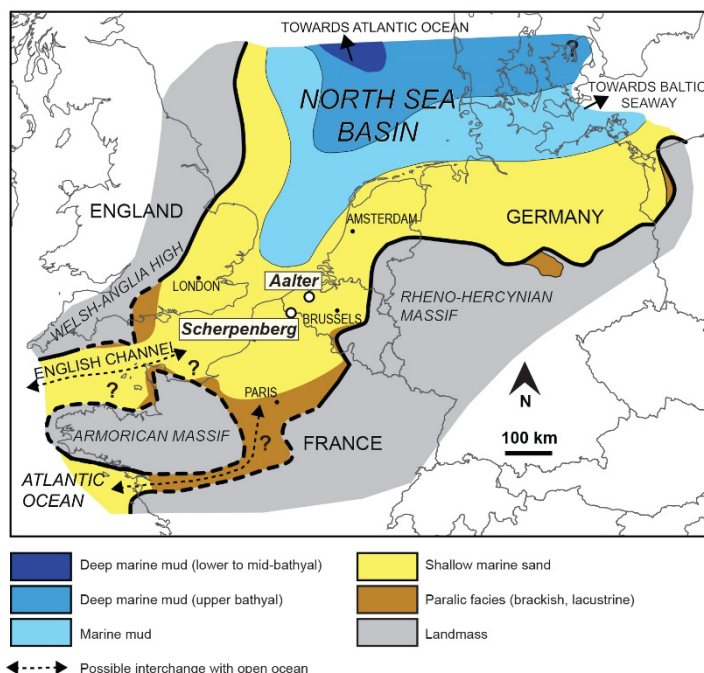 TOWARDS ATLANTIC OCEAN
?
TOWARDS BALTIC
SEAWAY
NORTH SEA
BASIN
ENGLAND
AMSTERDAM
GERMANY
WELSH-ANGLIA HIGH
LONDON
Aalter
Scherpenberg
BRUSSELS
RHENO-HERCYNIAN
MASSIF
ENGLISH CHANNEL
?
?
PARIS
N
ARMORICAN MASSIF
?
FRANCE
100 km
ATLANTIC
OCEAN
Deep marine mud (lower to mid-bathyal)
Deep marine mud (upper bathyal)
Marine mud
Shallow marine sand
Paralic facies (brackish, lacustrine)
Landmass
Possible interchange with open ocean